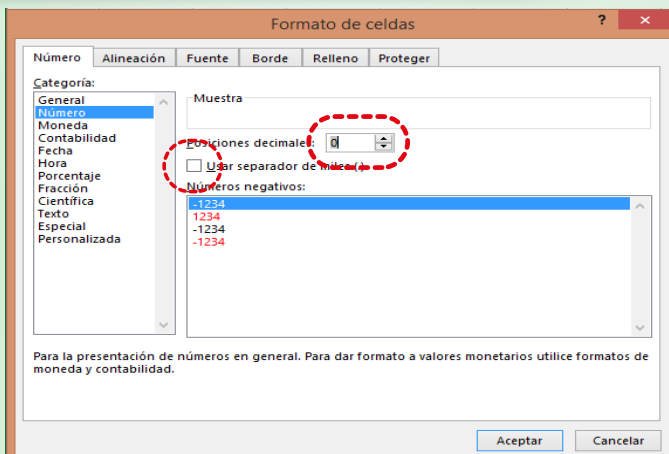 Formato de celdas
? ×
Número Alineación Fuente Borde Relleno Proteger
Categoría:
General
Número
Moneda
Contabilidad
Fecha
Hora
Porcentaje
Fracción
Científica
Texto
Especial
Personalizada
Muestra
Posiciones decimales: 0
Usar separador de miles (.)
Números negativos:
-1234
1234
-1234
-1234
Para la presentación de números en general. Para dar formato a valores monetarios utilice formatos de
moneda y contabilidad.
Aceptar Cancelar